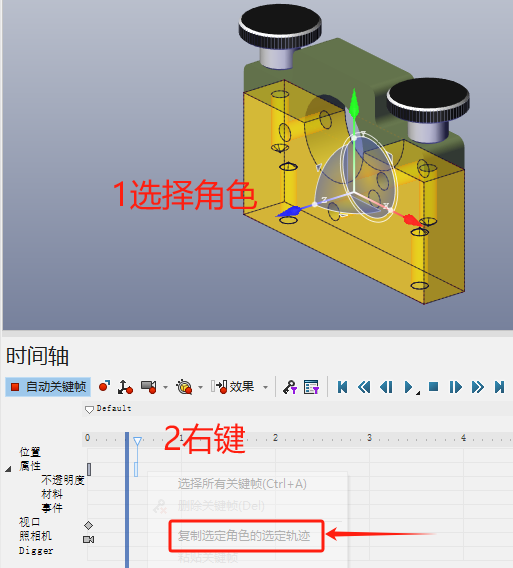 1选择角色
时间轴
自动关键帧
效果
Default
2右键
0 1 2 3 4
位置
属性
选择所有关键帧(Ctrl+A)
不透明度
材料
删除关键帧(Del)
事件
视口
照相机
复制选定角色的选定轨迹
Digger
粘贴关键帧